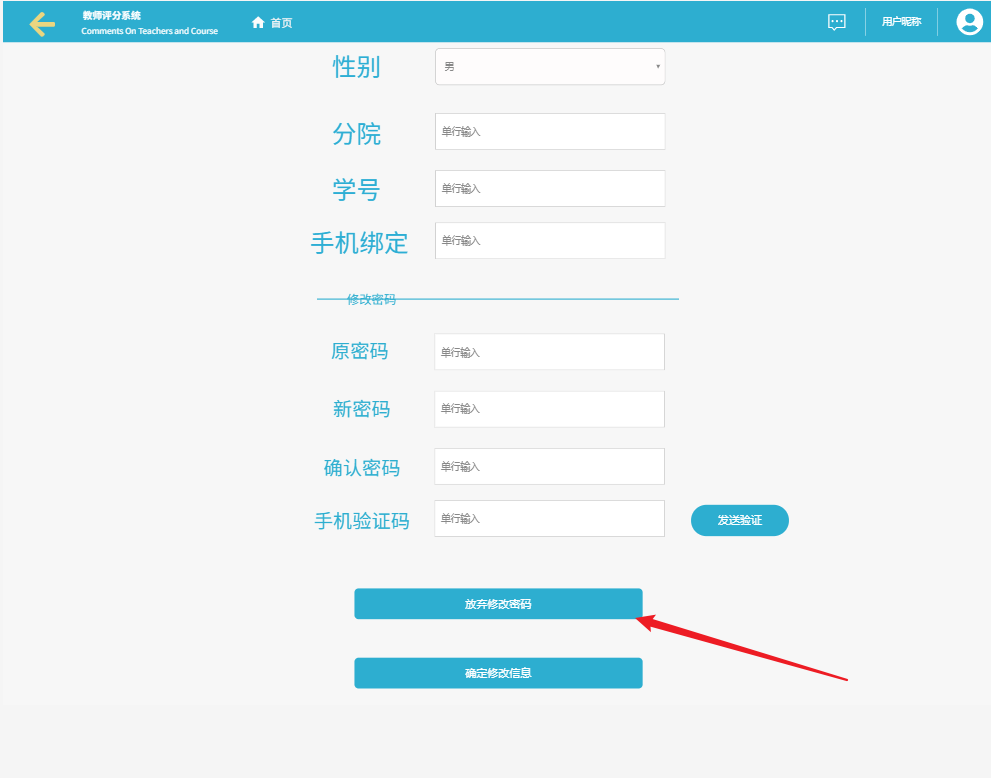 教师评分系统
Comments On Teachers and Course
首页
用户昵称
性别
男
分院
单行输入
学号
单行输入
手机绑定
单行输入
修改密码
原密码
单行输入
新密码
单行输入
确认密码
单行输入
手机验证码
单行输入
发送验证
放弃修改密码
确定修改信息